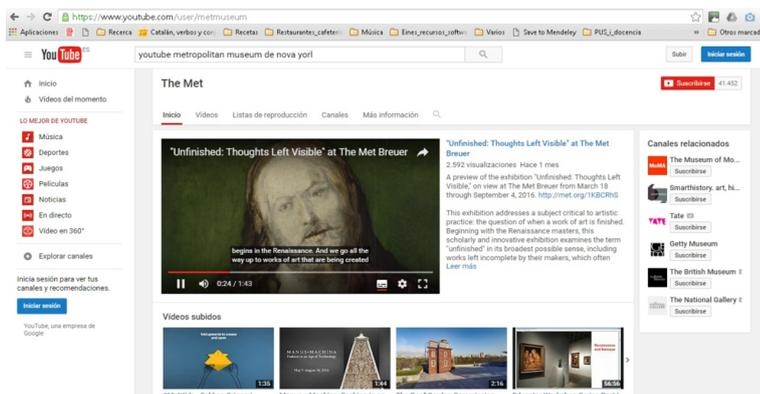 https://www.youtube.com/user/metmuseum
Aplicaciones
Recerca
Catalán, verbos y conj
Recetas
Restaurantes_cafeteri
Música
Eines_recursos_softw
Varios
Save to Mendeley
PUS_i_docencia
»
Otros marcad
YouTube ES
youtube metropolitan museum de nova yorl
Subir
Iniciar sesión
Inicio
Vídeos del momento
LO MEJOR DE YOUTUBE
Música
Deportes
Juegos
Películas
Noticias
En directo
Vídeo en 360°
Explorar canales
Inicia sesión para ver tus
canales y recomendaciones.
Iniciar sesión
YouTube, una empresa de
Google
The Met
Suscribirse 41.452
Inicio
Vídeos
Listas de reproducción
Canales
Más información
"Unfinished: Thoughts Left Visible" at The Met Breuer
begins in the Renaissance. And we go all the
way up to works of art that are being created
0:24 / 1:43
"Unfinished: Thoughts Left Visible" at The Met
Breuer
2.592 visualizaciones Hace 1 mes
A preview of the exhibition "Unfinished: Thoughts Left
Visible," on view at The Met Breuer from March 18
through September 4, 2016. http://met.org/1KBCRhS
This exhibition addresses a subject critical to artistic
practice: the question of when a work of art is finished.
Beginning with the Renaissance masters, this
scholarly and innovative exhibition examines the term
"unfinished" in its broadest possible sense, including
works left incomplete by their makers, which often
Leer más
Canales relacionados
MoMA
The Museum of Mo...
Suscribirse
Smarthistory. art, hi...
Suscribirse
TATE
Tate
Suscribirse
Getty Museum
Suscribirse
The British Museum
Suscribirse
The National Gallery
Suscribirse
Vídeos subidos
1:35
MANUS×MACHINA
1:44
2:16
56:56